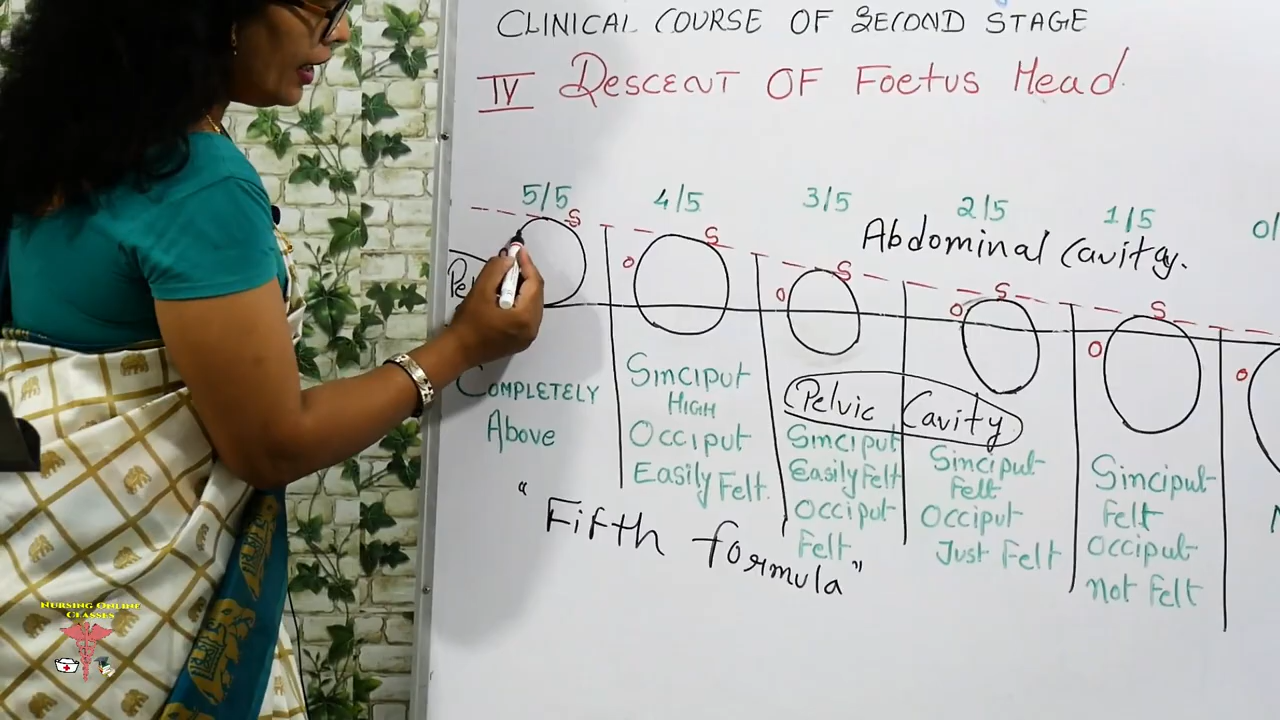 CLINICAL COURSE OF SECOND STAGE
IV DESCENT OF FOETUS HEAD.
5/5
4/5
3/5
2/5
1/5
0/
Abdominal Cavity.
S
S
S
S
S
O
O
O
O
O
Pelvic Cavity
COMPLETELY
Above
Sinciput
HIGH
Occiput
Easily Felt.
Sinciput
Easily Felt
Occiput
Felt
Sinciput
Felt
Occiput
Just Felt
Sinciput
Felt
Occiput
Not Felt
"Fifth formula"
NURSING ONLINE
CLASSES